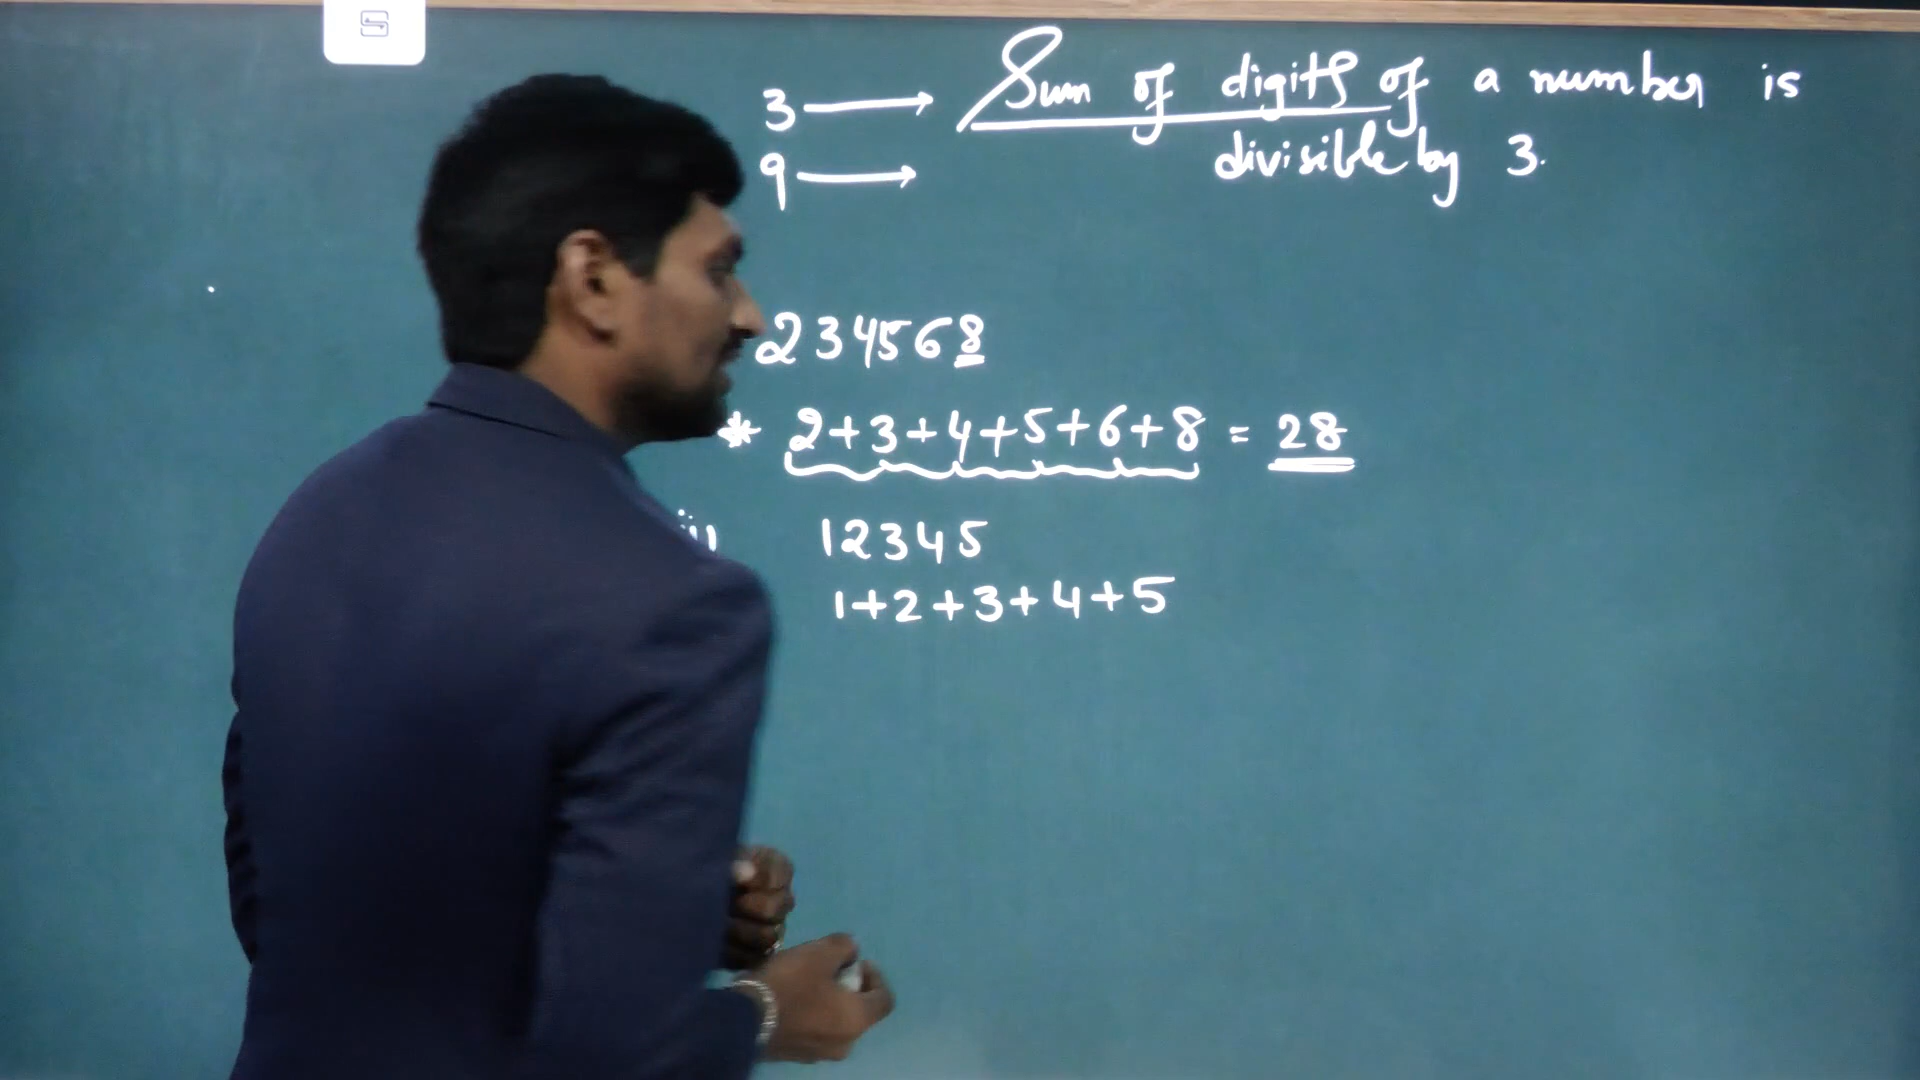 3 → Sum of digits of a number is
divisible by 3.
9 →
234568
* 2+3+4+5+6+8 = 28
ii) 12345
1+2+3+4+5